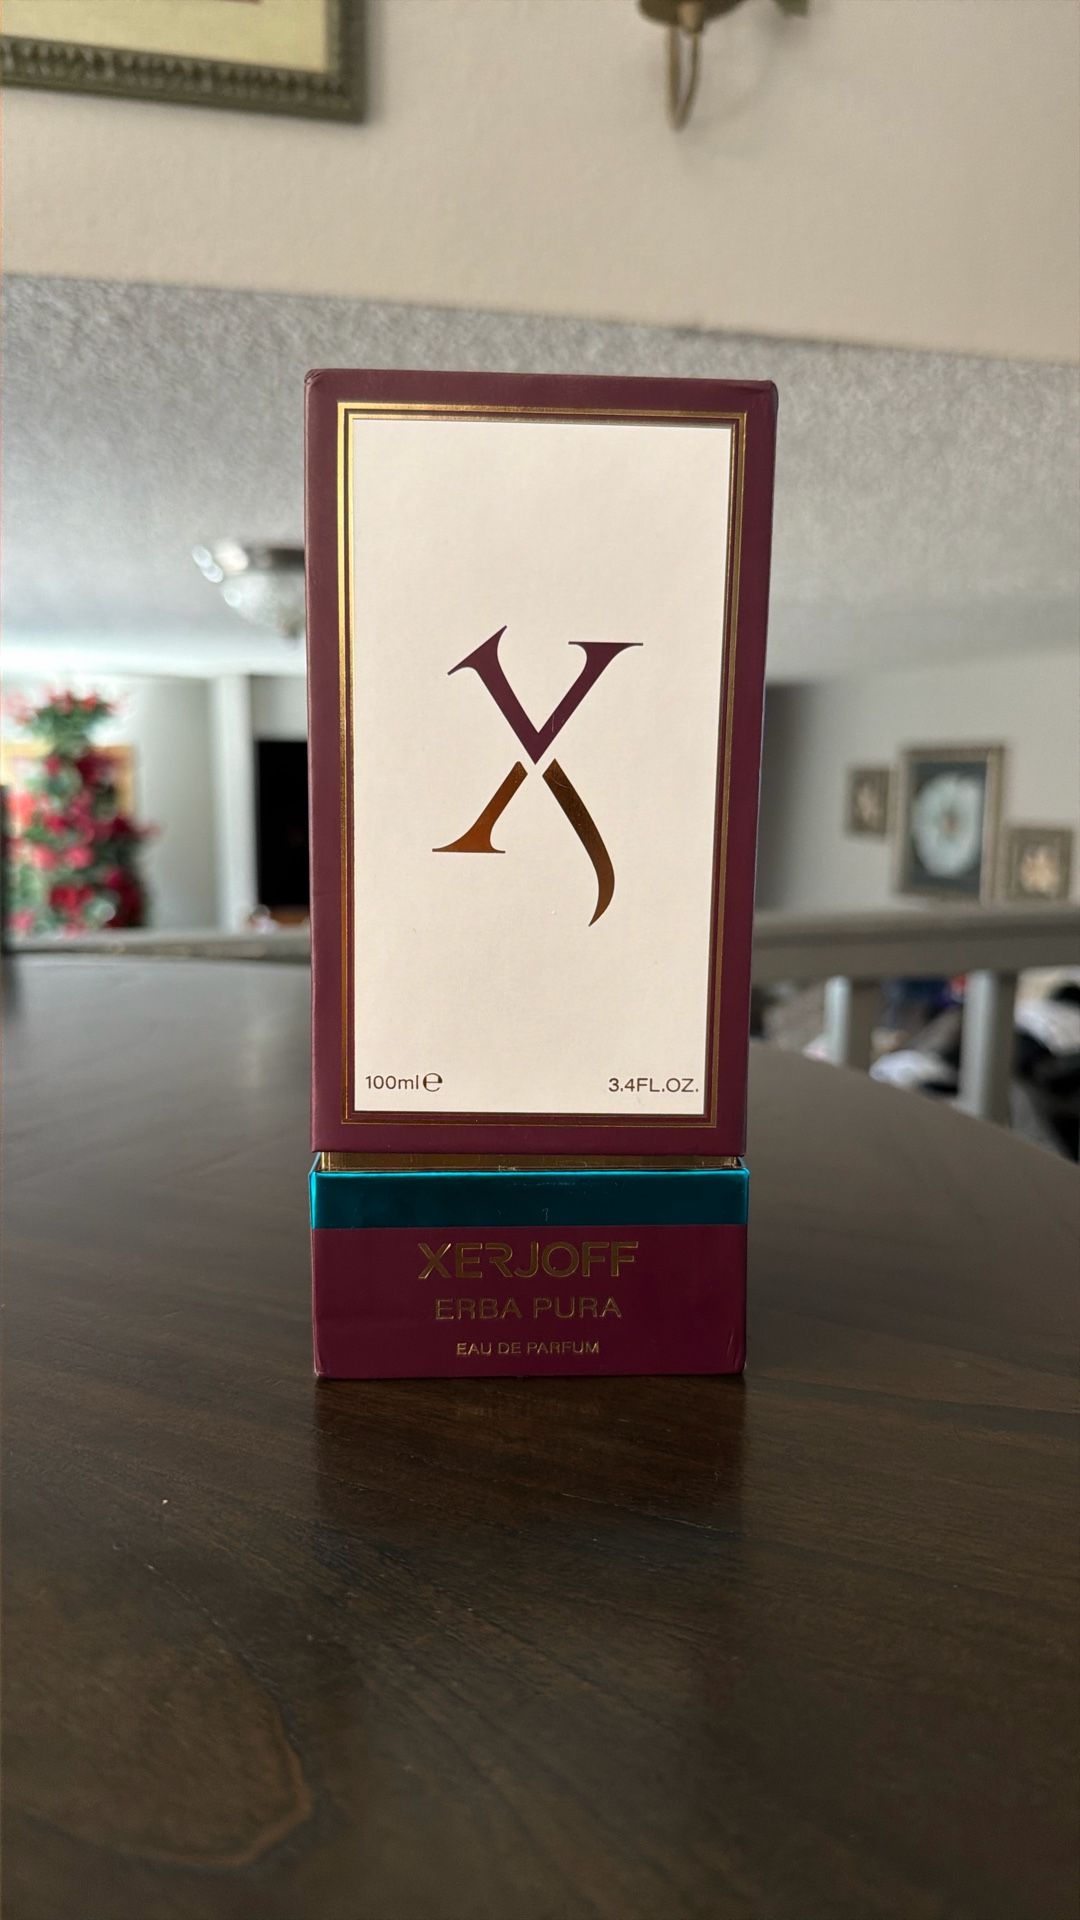 X
100ml e 3.4FL.OZ.
XERJOFF
ERBA PURA
EAU DE PARFUM